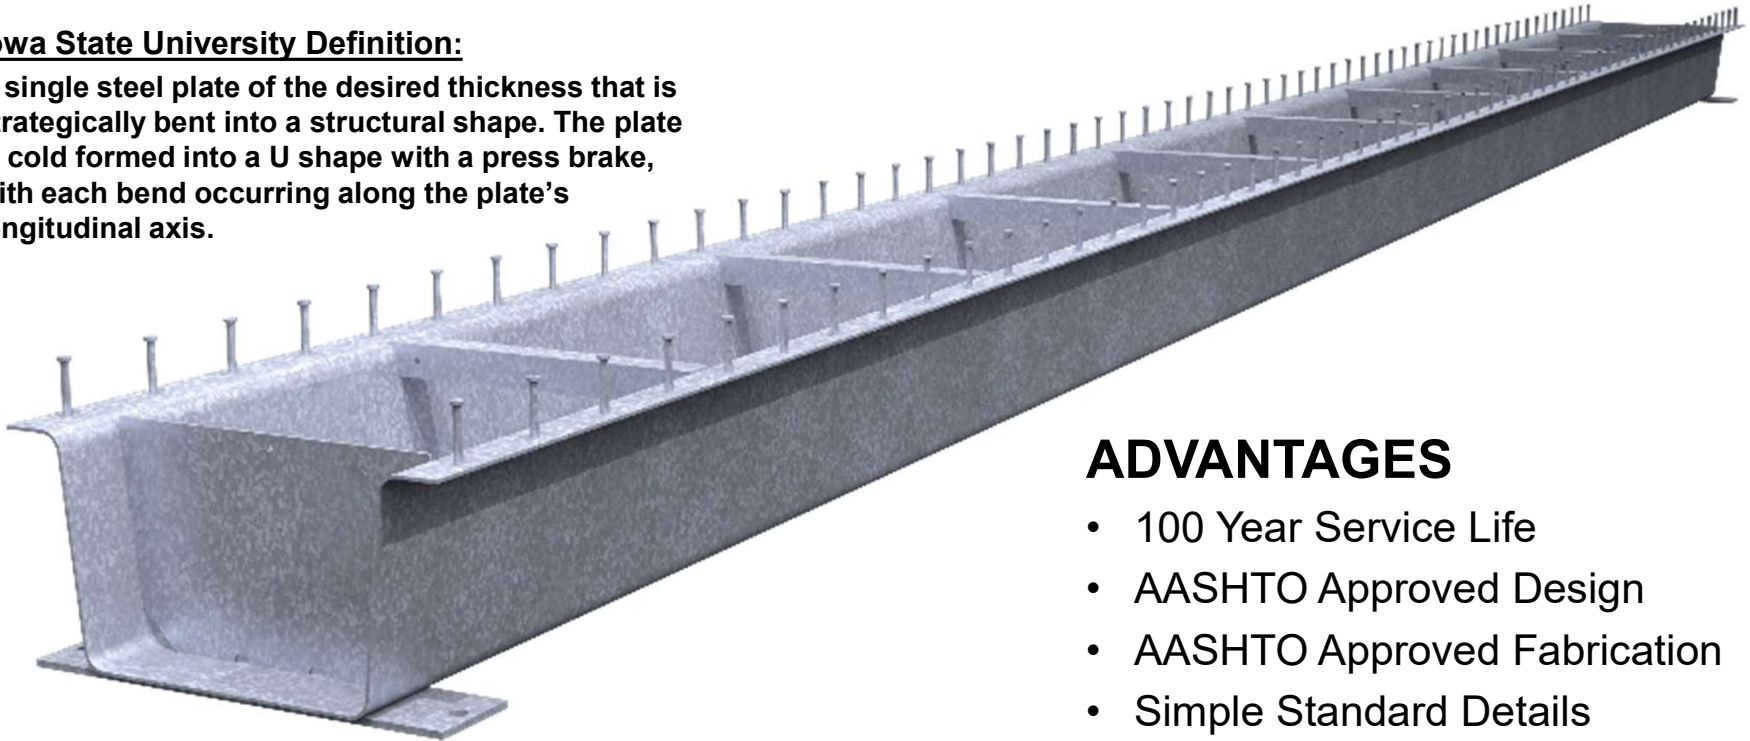 owa State University Definition:
single steel plate of the desired thickness that is
trategically bent into a structural shape. The plate
cold formed into a U shape with a press brake,
ith each bend occurring along the plate’s
ongitudinal axis.
ADVANTAGES
• 100 Year Service Life
• AASHTO Approved Design
• AASHTO Approved Fabrication
• Simple Standard Details